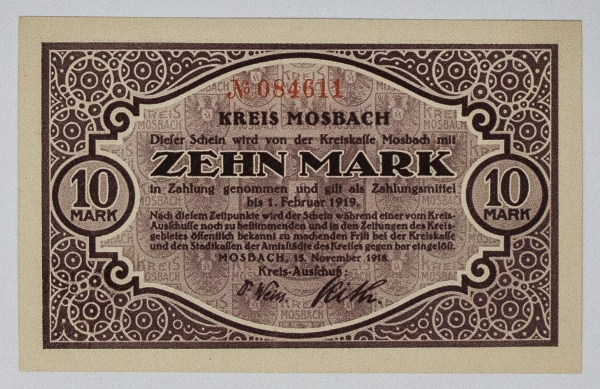 № 084611
KREIS MOSBACH
Dieser Schein wird von der Kreiskasse Mosbach mit
ZEHN MARK
in Zahlung genommen und gilt als Zahlungsmittel
bis 1. Februar 1919.
Nach diesem Zeitpunkte wird der Schein während einer vom Kreis-
Ausschusse noch zu bestimmenden und in den Zeitungen des Kreis-
gebietes öffentlich bekannt zu machenden Frist bei der Kreiskasse
und den Stadtkassen der Amtsstädte des Kreises gegen bar eingelöst.
MOSBACH, 15. November 1918.
Kreis-Ausschuß:
10
MARK
10
MARK